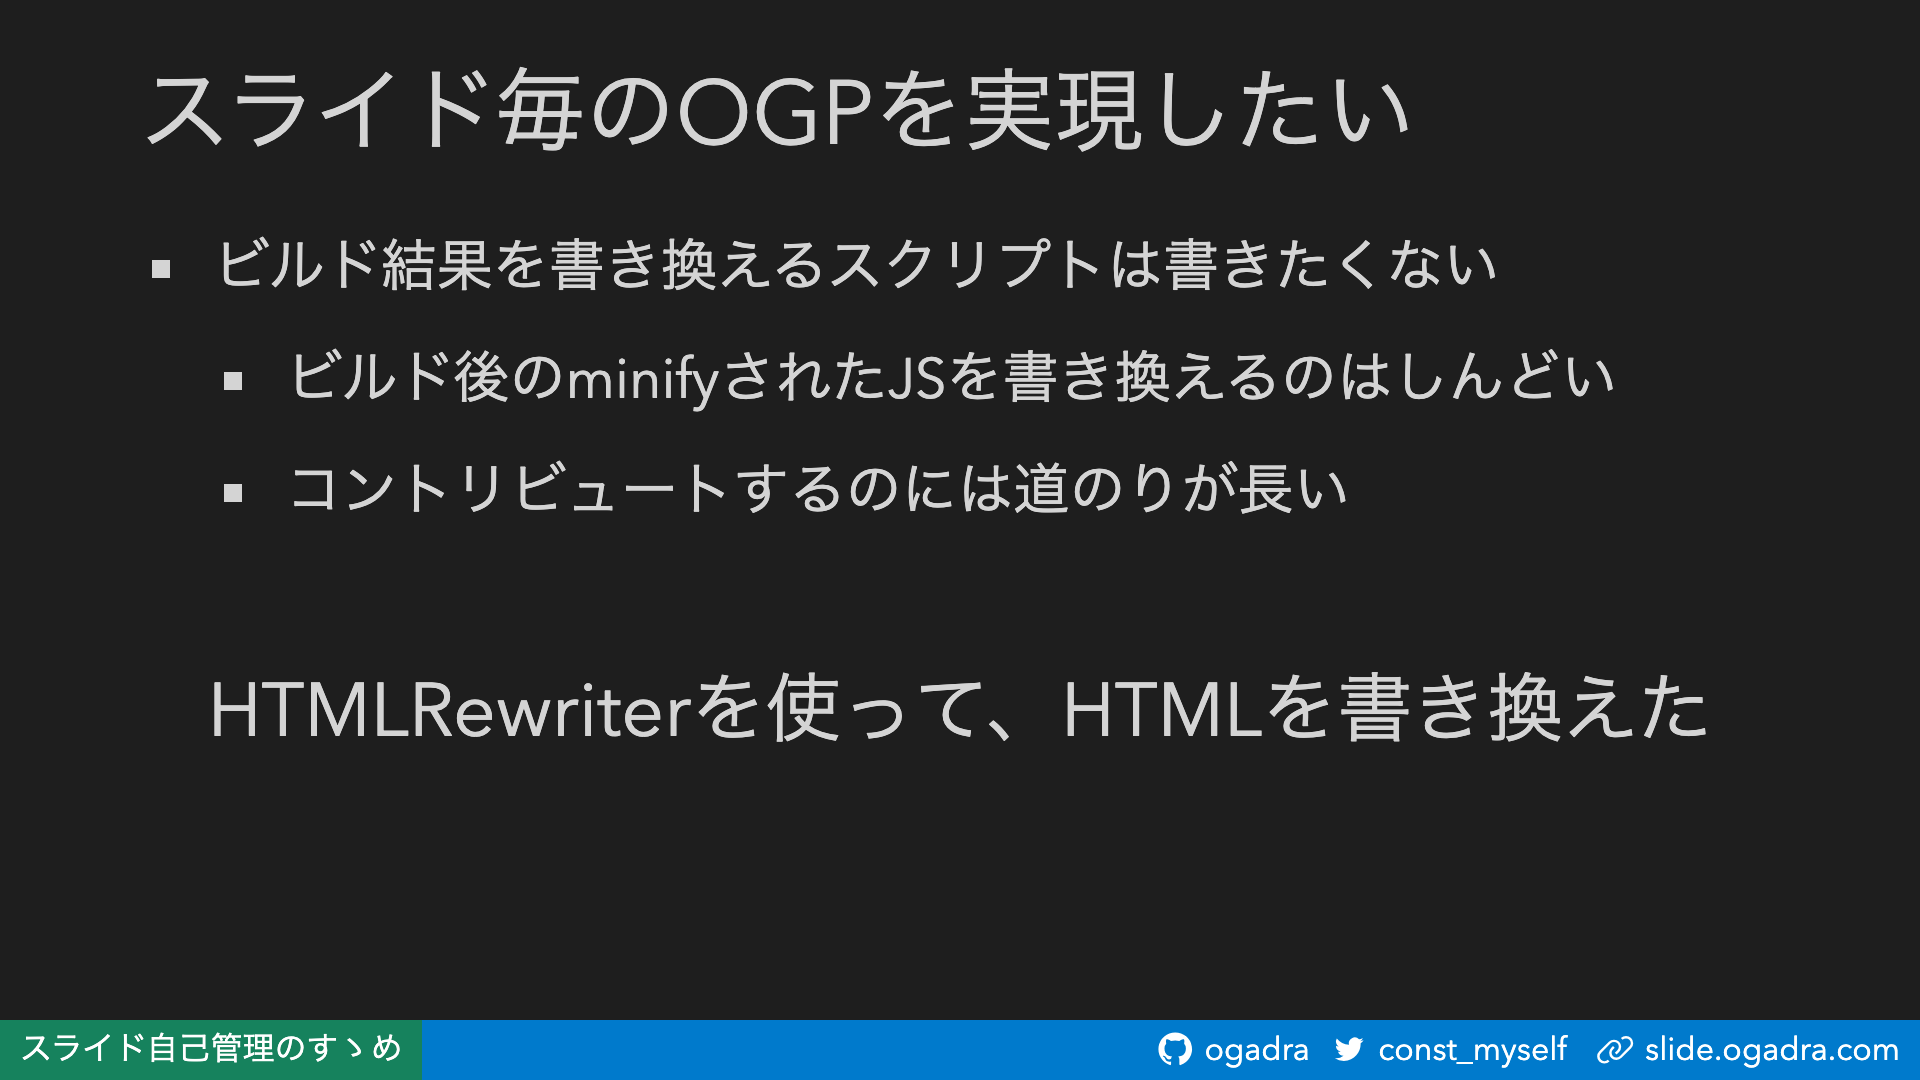 スライド毎のOGPを実現したい
ビルド結果を書き換えるスクリプトは書きたくない
ビルド後のminifyされたJSを書き換えるのはしんどい
コントリビュートするのには道のりが長い
HTMLRewriterを使って、HTMLを書き換えた
スライド自己管理のすゝめ
ogadra const_myself slide.ogadra.com